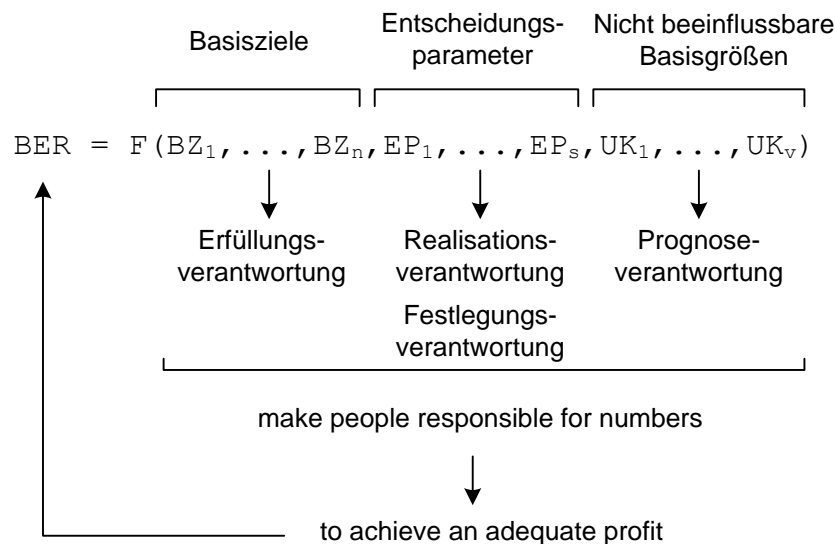 Basisziele
Entscheidungs-
parameter
Nicht beeinflussbare
Basisgrößen
BER = F(BZ₁,...,BZₙ,EP₁,...,EPₛ,UK₁,...,UKᵥ)
Erfüllungs-
verantwortung
Realisations-
verantwortung
Prognose-
verantwortung
Festlegungs-
verantwortung
make people responsible for numbers
to achieve an adequate profit